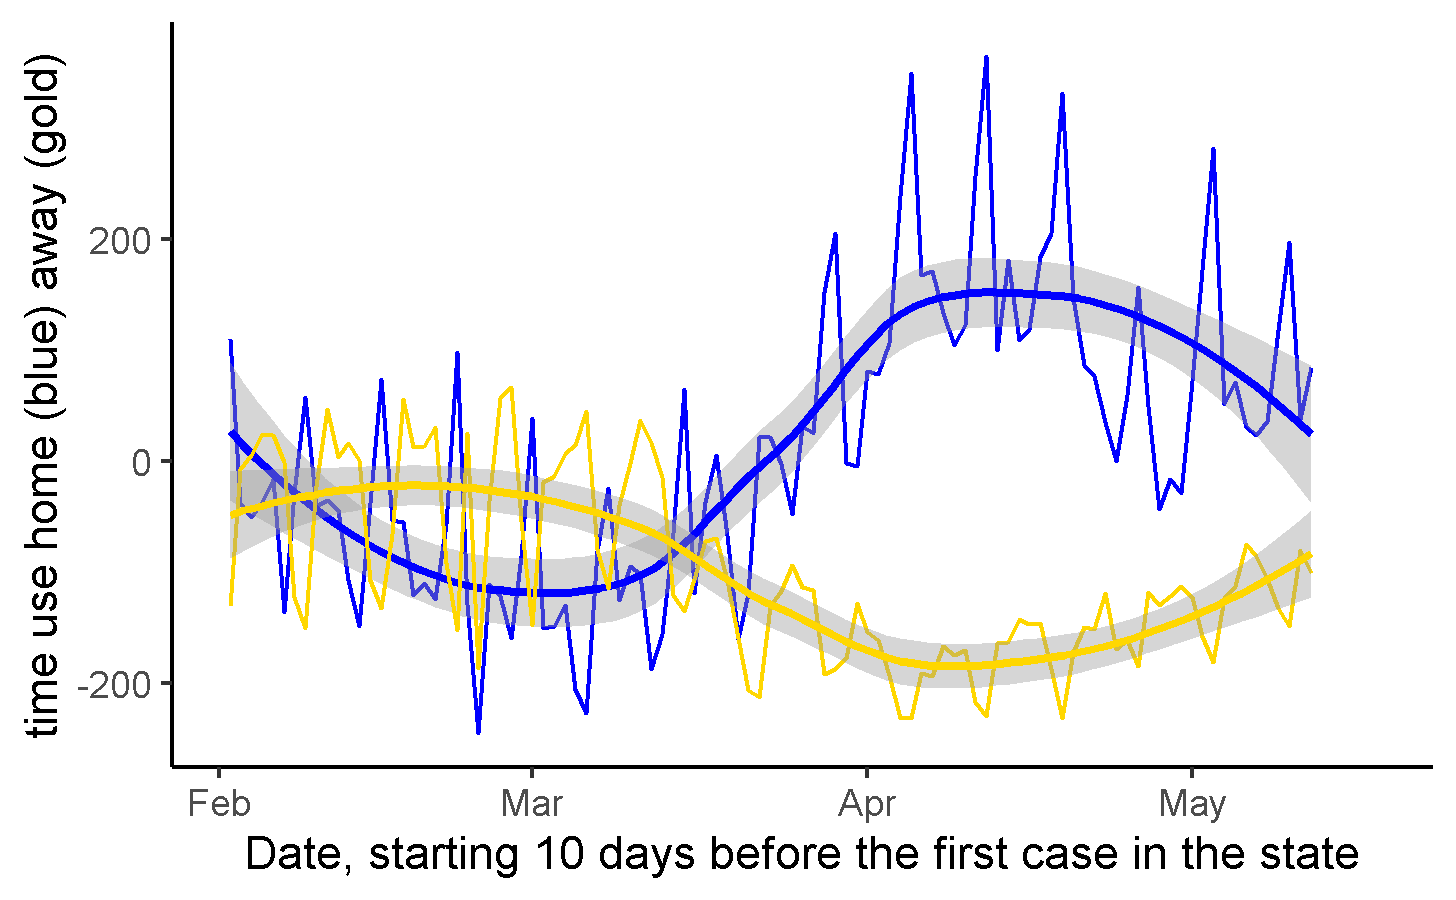 time use home (blue) away (gold)
200
0
-200
Feb
Mar
Apr
May
Date, starting 10 days before the first case in the state